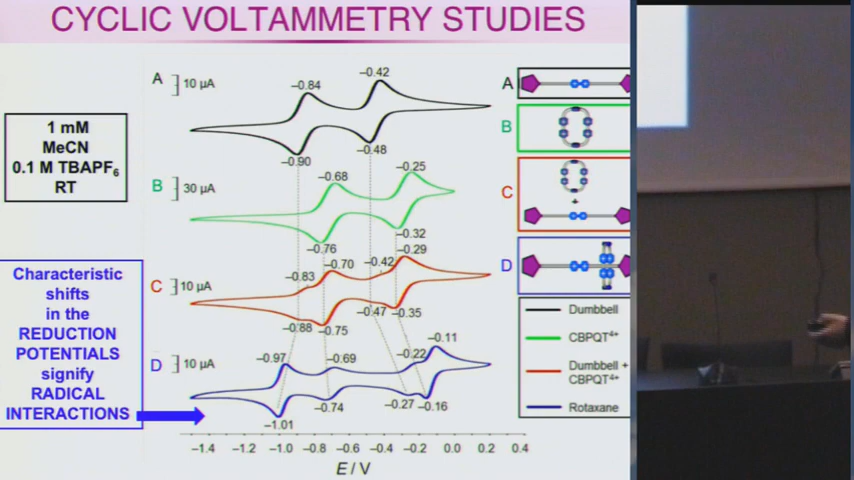 CYCLIC VOLTAMMETRY STUDIES
1 mM
MeCN
0.1 M TBAPF6
RT
Characteristic
shifts
in the
REDUCTION
POTENTIALS
signify
RADICAL
INTERACTIONS
A
10 µA
–0.84
–0.42
–0.90
–0.48
B
30 µA
–0.68
–0.25
–0.76
–0.32
C
10 µA
–0.83
–0.70
–0.42
–0.29
–0.88
–0.75
–0.47
–0.35
D
10 µA
–0.97
–0.69
–0.22
–0.11
–1.01
–0.74
–0.27
–0.16
–1.4 –1.2 –1.0 –0.8 –0.6 –0.4 –0.2 0.0 0.2 0.4
E / V
A
B
C
+
D
Dumbbell
CBPQT4+
Dumbbell +
CBPQT4+
Rotaxane